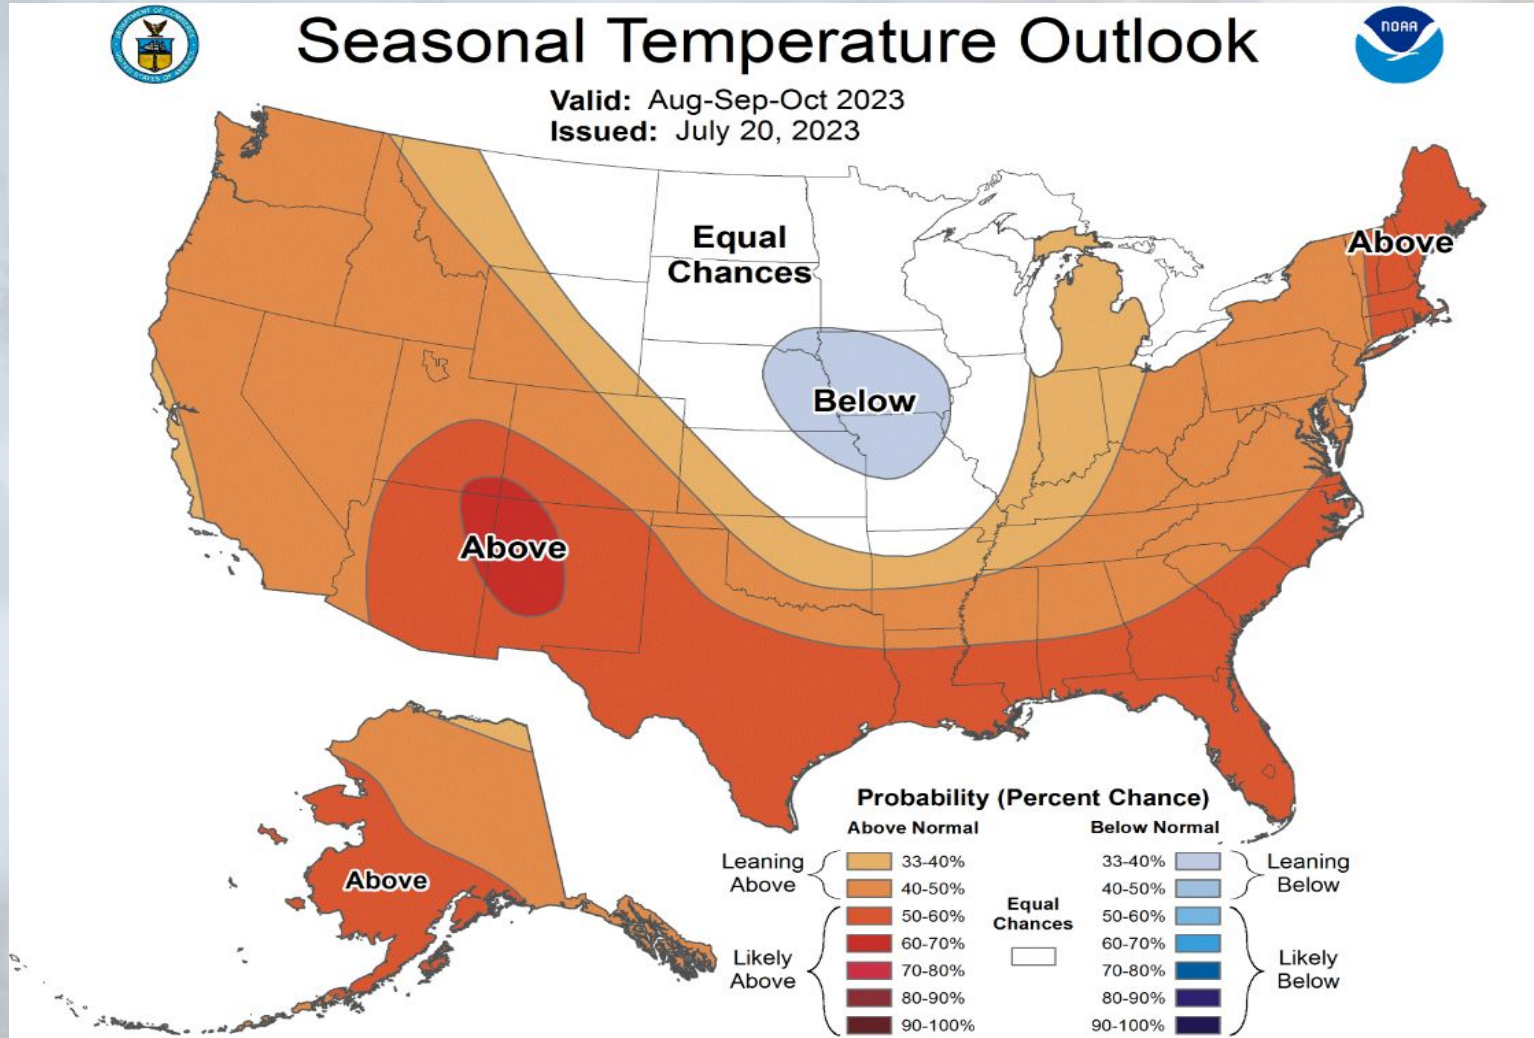 Seasonal Temperature Outlook
NOAA
Valid: Aug-Sep-Oct 2023
Issued: July 20, 2023
Equal
Chances
Above
Below
Above
Above
Probability (Percent Chance)
Above Normal
Below Normal
Leaning
Above
33-40%
40-50%
Likely
Above
50-60%
60-70%
70-80%
80-90%
90-100%
Equal
Chances
33-40%
40-50%
Leaning
Below
50-60%
60-70%
70-80%
80-90%
90-100%
Likely
Below